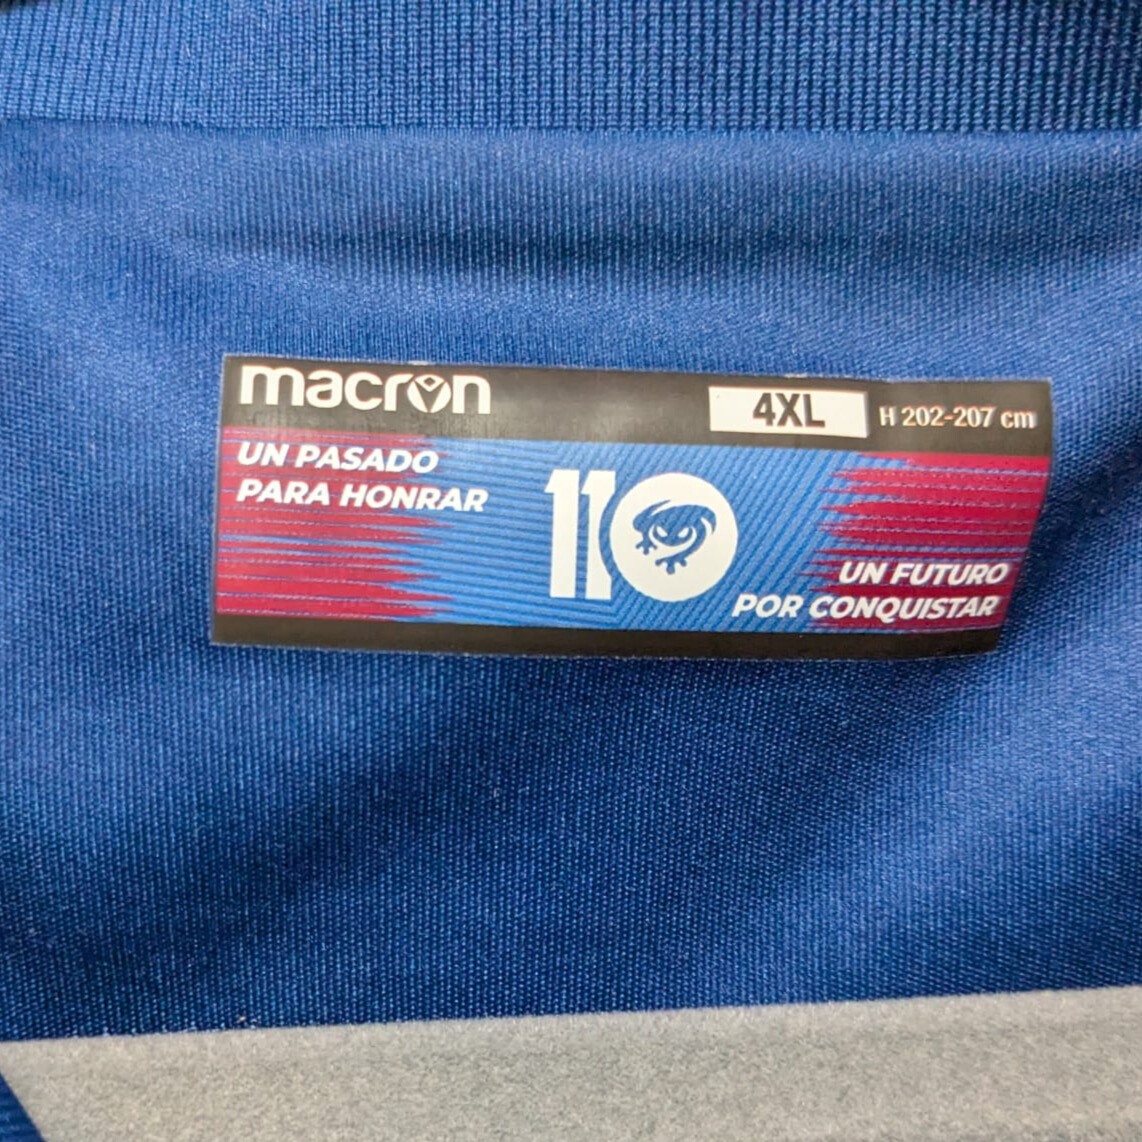 macron
4XL H 202-207 cm
UN PASADO
PARA HONRAR
110
UN FUTURO
POR CONQUISTAR